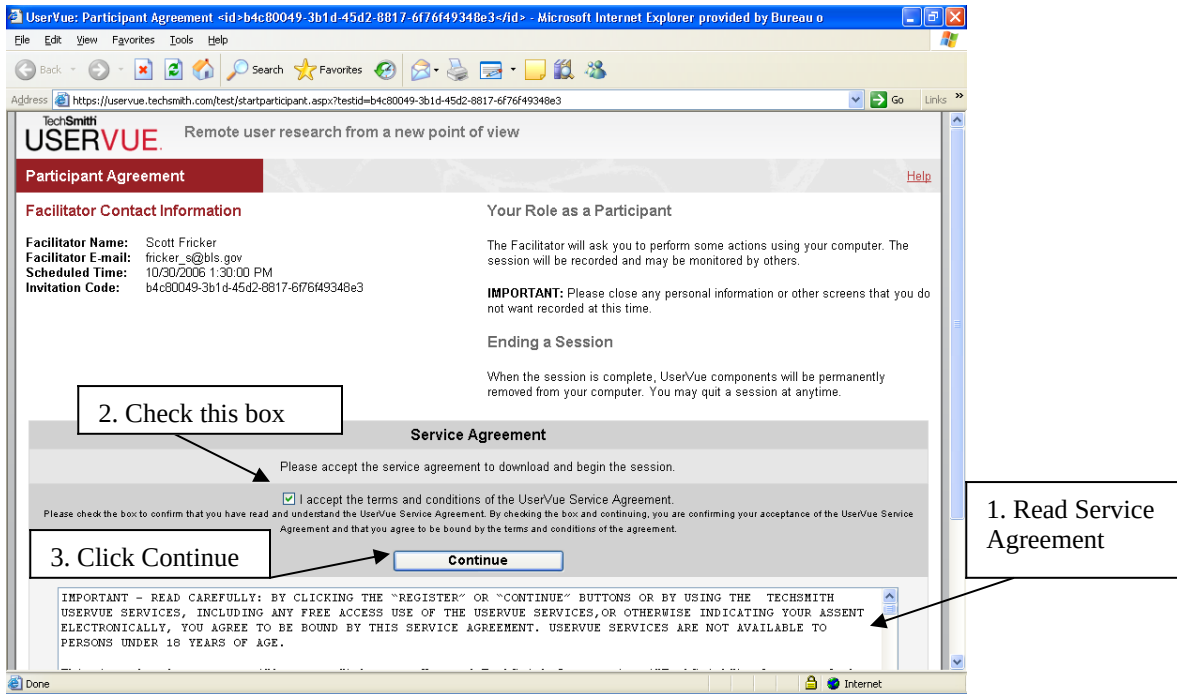 UserVue: Participant Agreement <id>b4c80049-3b1d-45d2-8817-6f76f49348e3</id> - Microsoft Internet Explorer provided by Bureau o
File Edit View Favorites Tools Help
Back Search Favorites
Address https://uservue.techsmith.com/test/startparticipant.aspx?testid=b4c80049-3b1d-45d2-8817-6f76f49348e3 Go Links »
TechSmith
USERVUE. Remote user research from a new point of view
Participant Agreement Help
Facilitator Contact Information
Facilitator Name: Scott Fricker
Facilitator E-mail: fricker_s@bls.gov
Scheduled Time: 10/30/2006 1:30:00 PM
Invitation Code: b4c80049-3b1d-45d2-8817-6f76f49348e3
Your Role as a Participant
The Facilitator will ask you to perform some actions using your computer. The
session will be recorded and may be monitored by others.
IMPORTANT: Please close any personal information or other screens that you do
not want recorded at this time.
Ending a Session
When the session is complete, UserVue components will be permanently
removed from your computer. You may quit a session at anytime.
2. Check this box
Service Agreement
Please accept the service agreement to download and begin the session.
I accept the terms and conditions of the UserVue Service Agreement.
Please check the box to confirm that you have read and understand the UserVue Service Agreement. By checking the box and continuing, you are confirming your acceptance of the UserVue Service
Agreement and that you agree to be bound by the terms and conditions of the agreement.
1. Read Service
Agreement
3. Click Continue
Continue
IMPORTANT - READ CAREFULLY: BY CLICKING THE "REGISTER" OR "CONTINUE" BUTTONS OR BY USING THE TECHSMITH
USERVUE SERVICES, INCLUDING ANY FREE ACCESS USE OF THE USERVUE SERVICES,OR OTHERWISE INDICATING YOUR ASSENT
ELECTRONICALLY, YOU AGREE TO BE BOUND BY THIS SERVICE AGREEMENT. USERVUE SERVICES ARE NOT AVAILABLE TO
PERSONS UNDER 18 YEARS OF AGE.
Done Internet